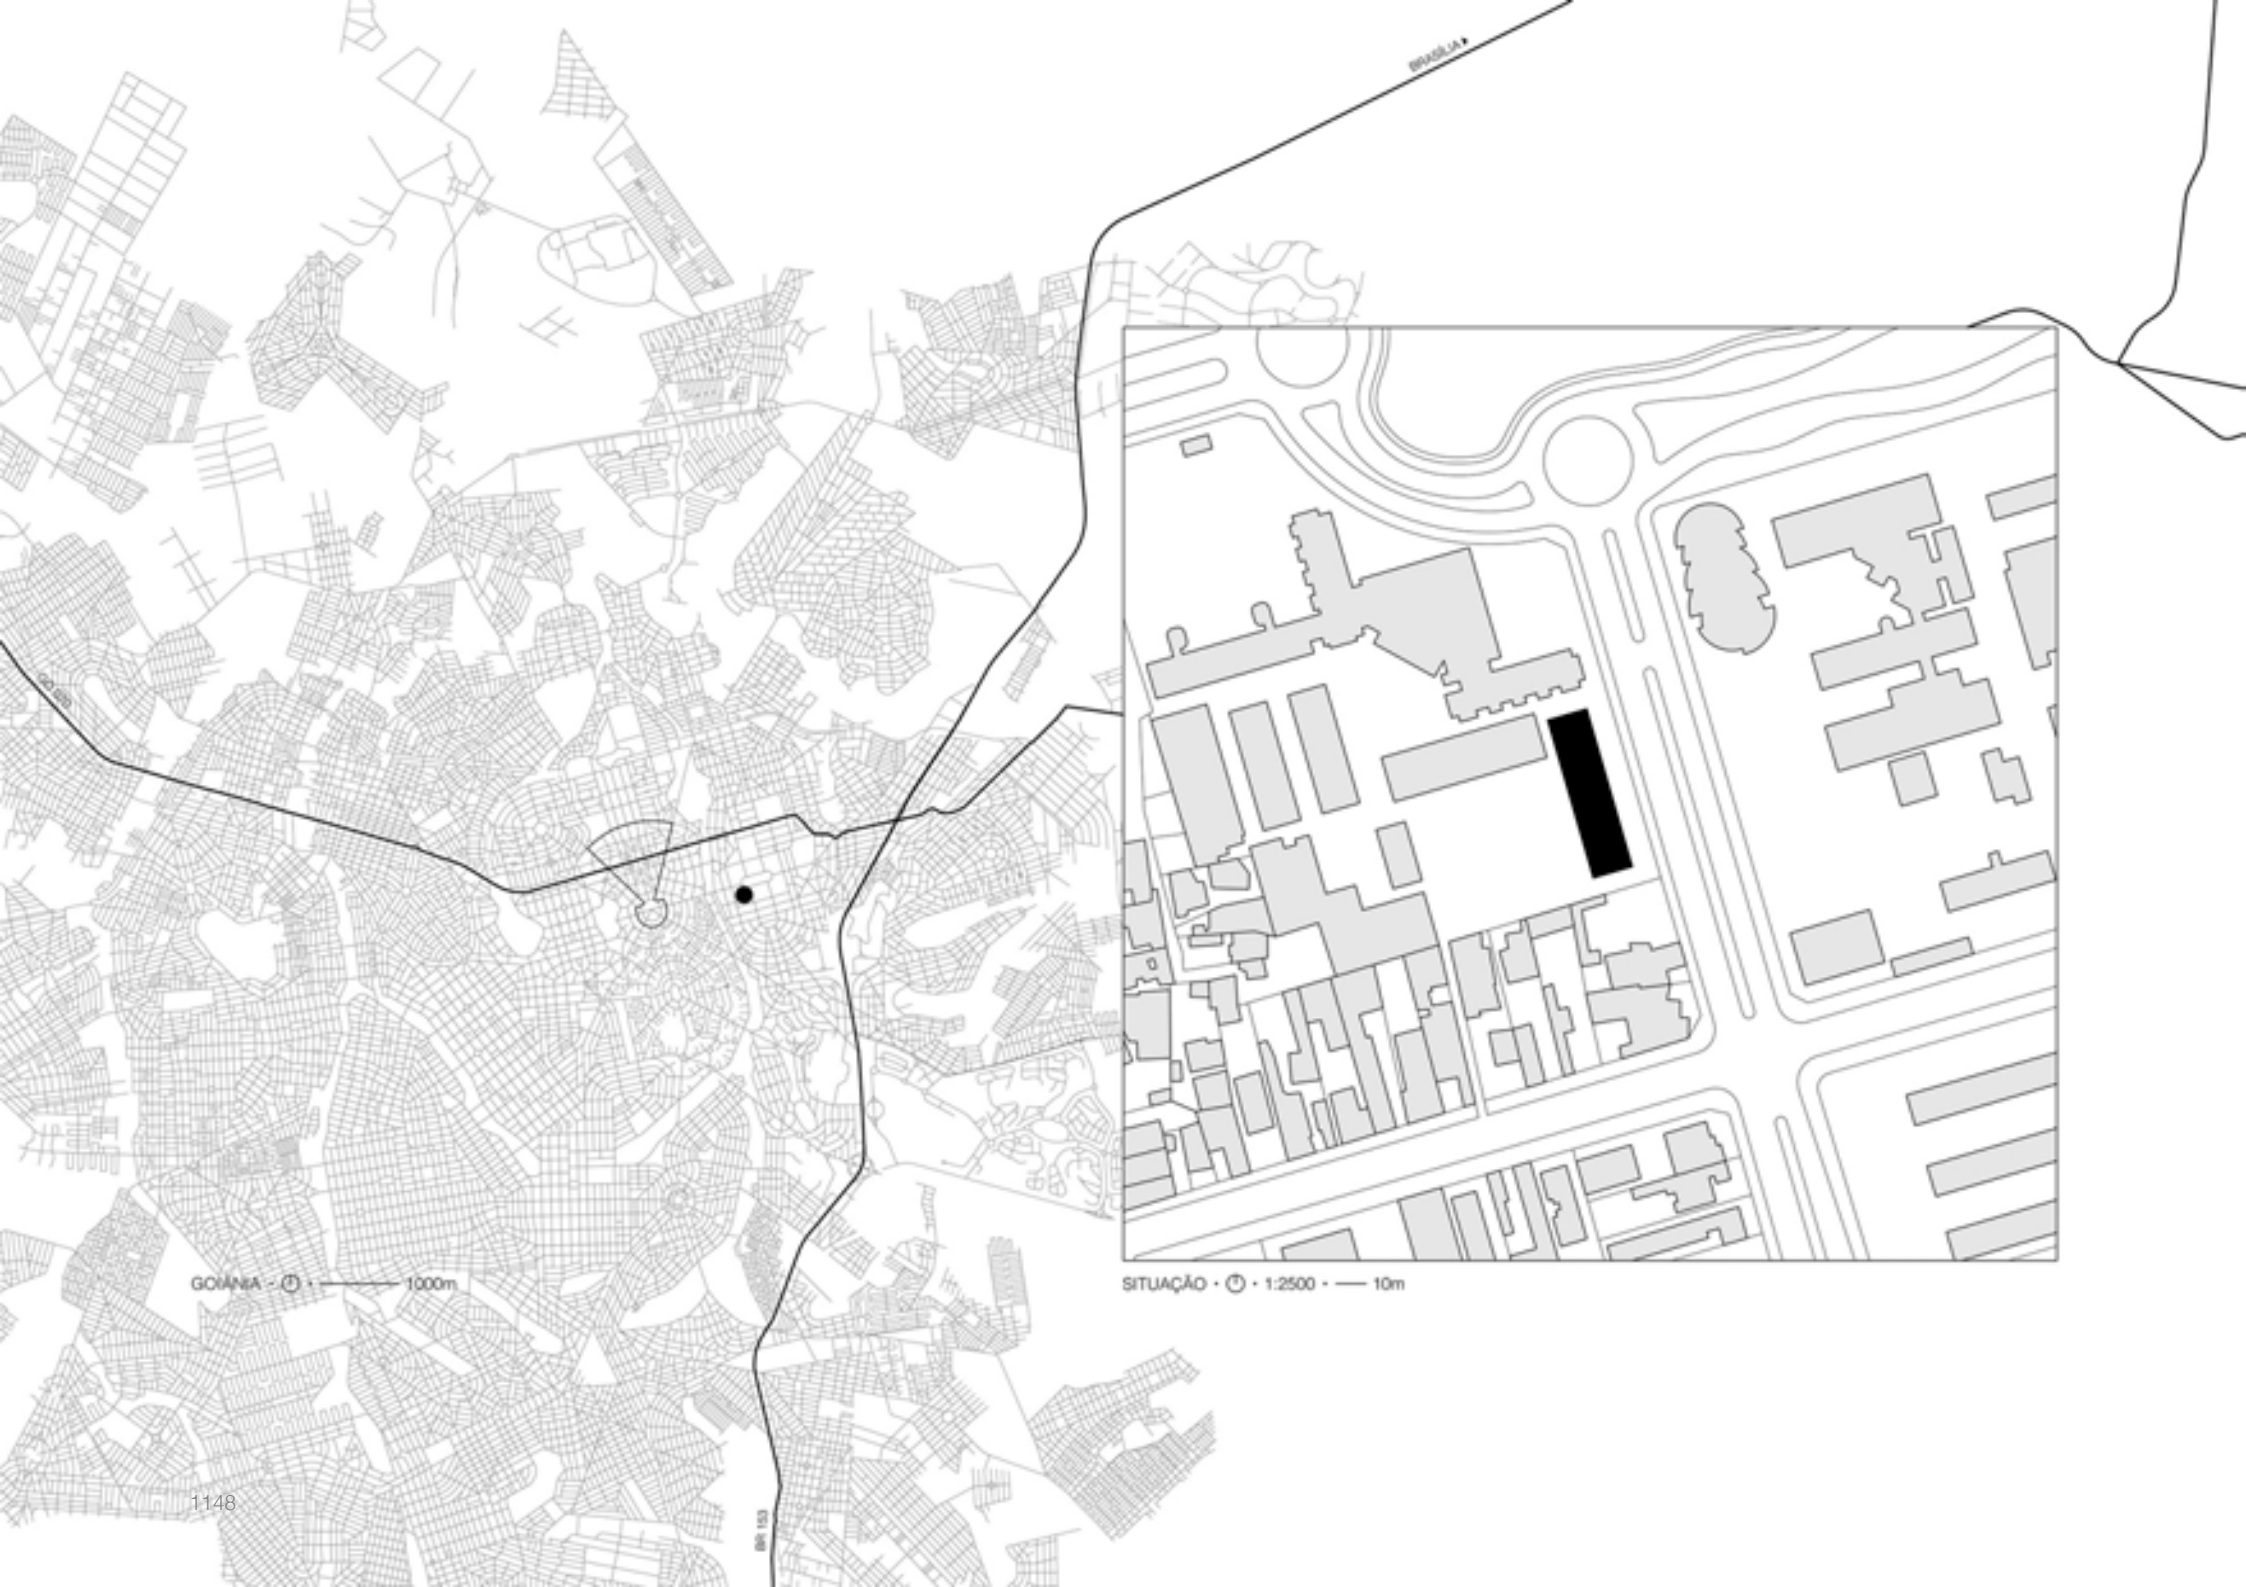 BRASÍLIA
GOIÂNIA · · 1000m
SITUAÇÃO · · 1:2500 · 10m
1148
BR 153